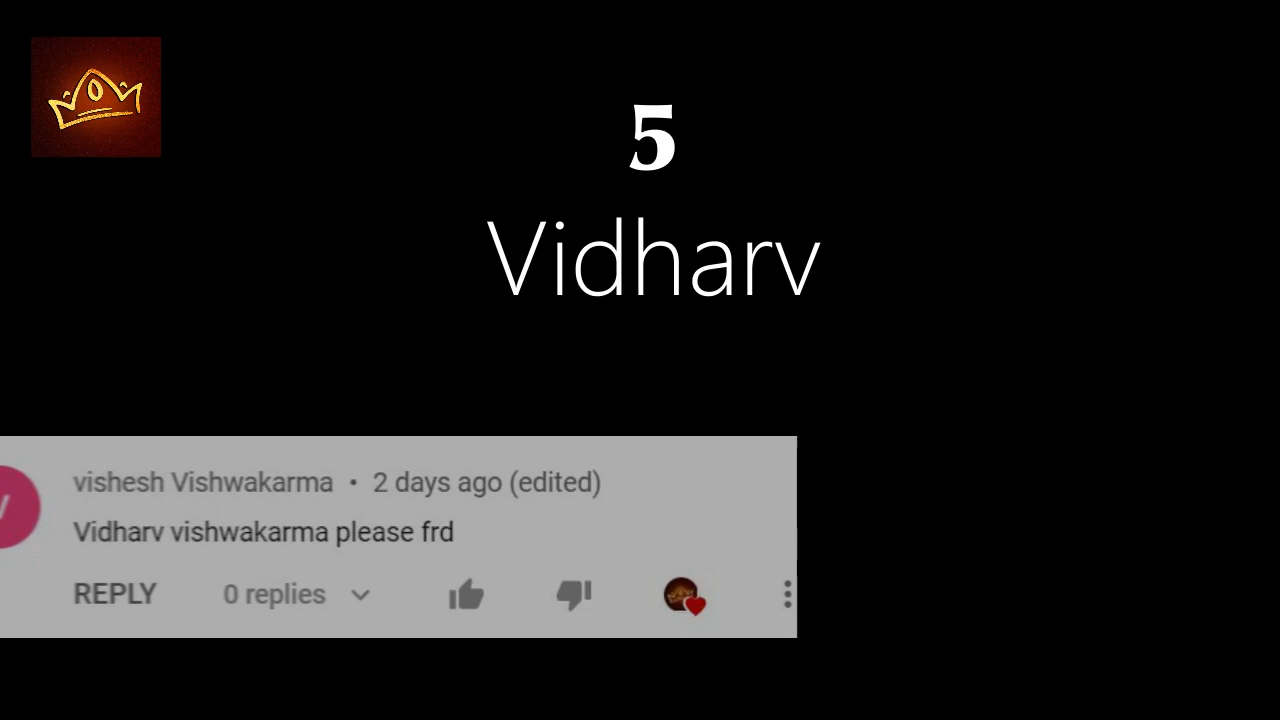 5
Vidharv
vishesh Vishwakarma • 2 days ago (edited)
Vidharv vishwakarma please frd
REPLY 0 replies